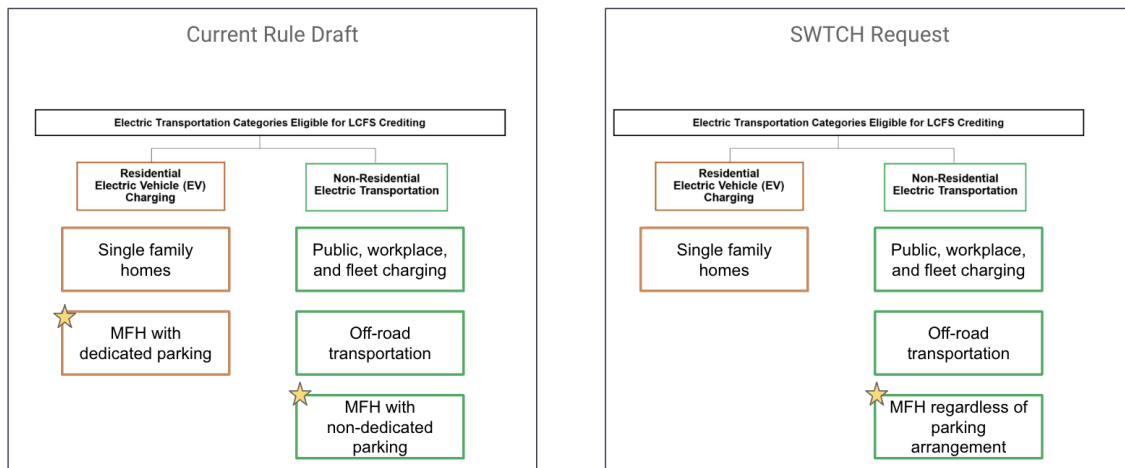 Current Rule Draft
Electric Transportation Categories Eligible for LCFS Crediting
Residential
Electric Vehicle (EV)
Charging
Non-Residential
Electric Transportation
Single family
homes
Public, workplace,
and fleet charging
MFH with
dedicated parking
Off-road
transportation
MFH with
non-dedicated
parking
SWTCH Request
Electric Transportation Categories Eligible for LCFS Crediting
Residential
Electric Vehicle (EV)
Charging
Non-Residential
Electric Transportation
Single family
homes
Public, workplace,
and fleet charging
Off-road
transportation
MFH regardless of
parking
arrangement